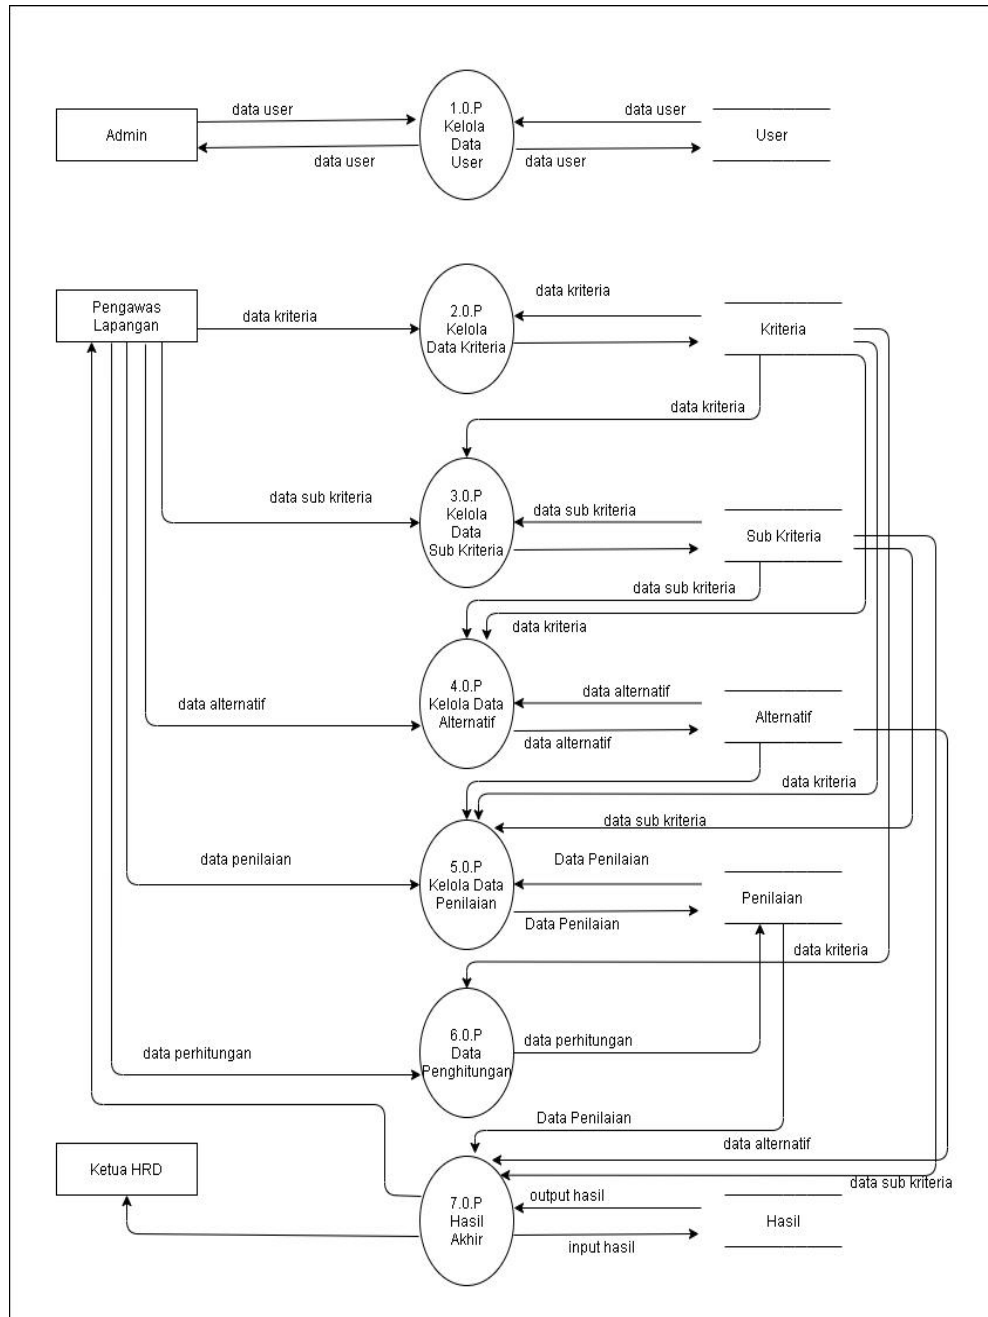 data user
1.0.P
Kelola
Data
User
data user
Admin
User
data user
data user
data kriteria
Pengawas
Lapangan
data kriteria
2.0.P
Kelola
Data Kriteria
Kriteria
data kriteria
data sub kriteria
3.0.P
Kelola
Data
Sub Kriteria
data sub kriteria
Sub Kriteria
data sub kriteria
data kriteria
data alternatif
4.0.P
Kelola Data
Alternatif
data alternatif
data alternatif
Alternatif
data kriteria
data sub kriteria
data penilaian
5.0.P
Kelola Data
Penilaian
Data Penilaian
Data Penilaian
Penilaian
data kriteria
data perhitungan
6.0.P
Data
Penghitungan
data perhitungan
Data Penilaian
data alternatif
data sub kriteria
Ketua HRD
7.0.P
Hasil
Akhir
output hasil
input hasil
Hasil